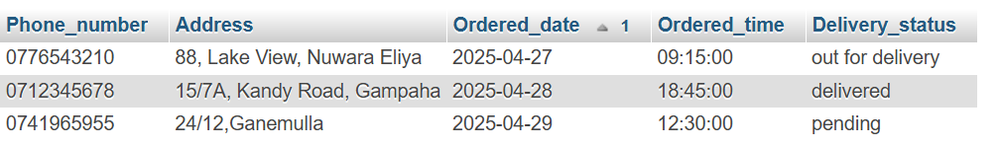 Phone_number Address Ordered_date 1 Ordered_time Delivery_status
0776543210 88, Lake View, Nuwara Eliya 2025-04-27 09:15:00 out for delivery
0712345678 15/7A, Kandy Road, Gampaha 2025-04-28 18:45:00 delivered
0741965955 24/12,Ganemulla 2025-04-29 12:30:00 pending